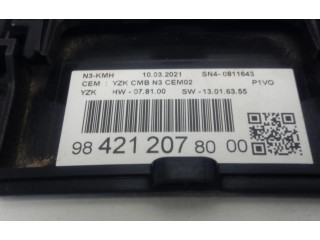 N3-KMH 10.03.2021 SN4-0811643
CEM : YZK CMB N3 CEM02 P1VO
YZK HW - 07.81.00 SW - 13.01.63.55
98 421 207 80 00